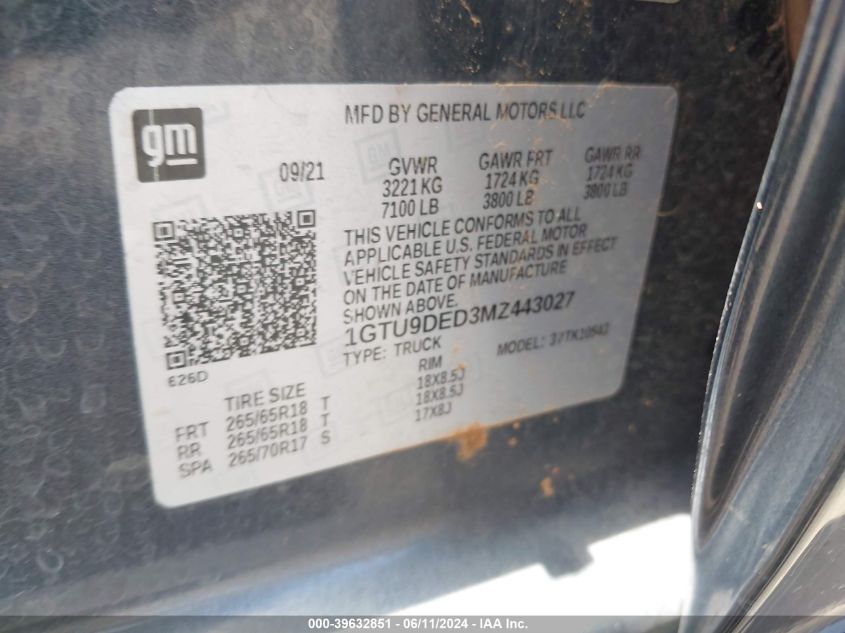 gm
MFD BY GENERAL MOTORS LLC
09/21
GVWR GAWR FRT GAWR RR
3221 KG 1724 KG 1724 KG
7100 LB 3800 LB 3800 LB
THIS VEHICLE CONFORMS TO ALL
APPLICABLE U.S. FEDERAL MOTOR
VEHICLE SAFETY STANDARDS IN EFFECT
ON THE DATE OF MANUFACTURE
SHOWN ABOVE.
1GTU9DED3MZ443027
TYPE: TRUCK MODEL: 37TK10543
E26D
TIRE SIZE RIM
FRT 265/65R18 T 18X8.5J
RR 265/65R18 T 18X8.5J
SPA 265/70R17 S 17X8J
000-39632851 - 06/11/2024 - IAA Inc.